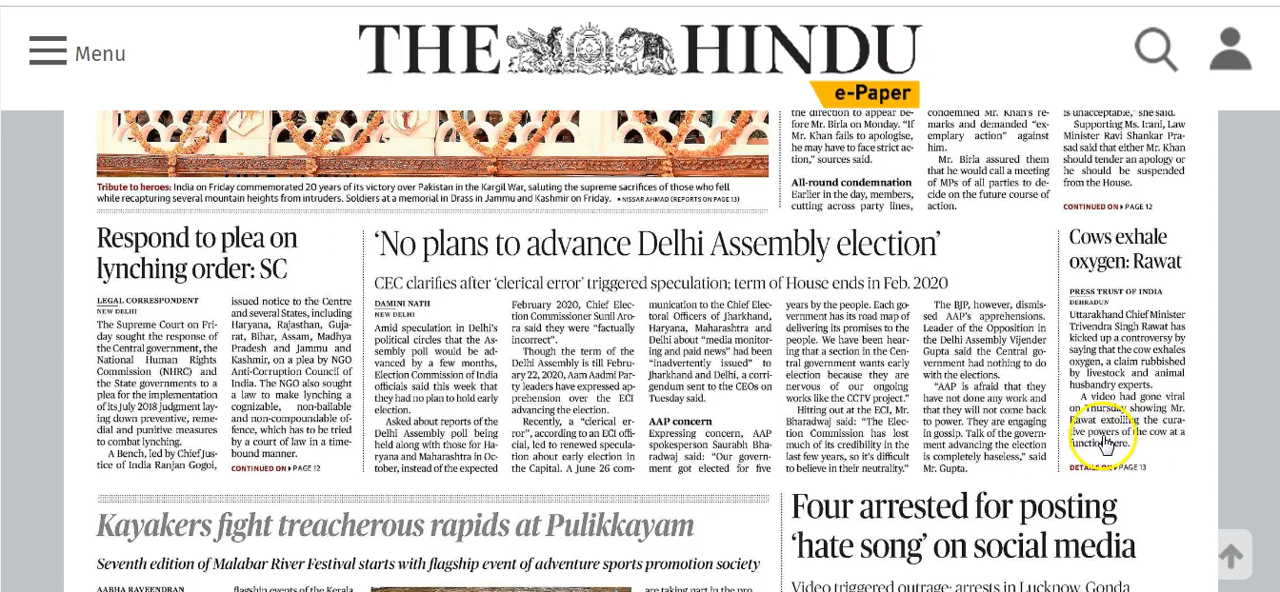 Menu
THE HINDU
e-Paper
the direction to appear be-
fore Mr. Birla on Monday. “If
Mr. Khan fails to apologise,
he may have to face strict ac-
tion,” sources said.
All-round condemnation
Earlier in the day, members,
cutting across party lines,
condemned Mr. Khan's re-
marks and demanded “ex-
emplary action” against
him.
Mr. Birla assured them
that he would call a meeting
of MPs of all parties to de-
cide on the future course of
action.
is unacceptable,” she said.
Supporting Ms. Irani, Law
Minister Ravi Shankar Pra-
sad said that either Mr. Khan
should tender an apology or
he should be suspended
from the House.
CONTINUED ON PAGE 12
Tribute to heroes: India on Friday commemorated 20 years of its victory over Pakistan in the Kargil War, saluting the supreme sacrifices of those who fell
while recapturing several mountain heights from intruders. Soldiers at a memorial in Drass in Jammu and Kashmir on Friday. • NISSAR AHMAD (REPORTS ON PAGE 13)
Respond to plea on
lynching order: SC
LEGAL CORRESPONDENT
NEW DELHI
The Supreme Court on Fri-
day sought the response of
the Central government, the
National Human Rights
Commission (NHRC) and
the State governments to a
plea for the implementation
of its July 2018 judgment lay-
ing down preventive, reme-
dial and punitive measures
to combat lynching.
A Bench, led by Chief Jus-
tice of India Ranjan Gogoi,
issued notice to the Centre
and several States, including
Haryana, Rajasthan, Guja-
rat, Bihar, Assam, Madhya
Pradesh and Jammu and
Kashmir, on a plea by NGO
Anti-Corruption Council of
India. The NGO also sought
a law to make lynching a
cognizable, non-bailable
and non-compoundable of-
fence, which has to be tried
by a court of law in a time-
bound manner.
CONTINUED ON PAGE 12
‘No plans to advance Delhi Assembly election’
CEC clarifies after ‘clerical error’ triggered speculation; term of House ends in Feb. 2020
DAMINI NATH
NEW DELHI
Amid speculation in Delhi's
political circles that the As-
sembly poll would be ad-
vanced by a few months,
Election Commission of India
officials said this week that
they had no plan to hold early
election.
Asked about reports of the
Delhi Assembly poll being
held along with those for Ha-
ryana and Maharashtra in Oc-
tober, instead of the expected
February 2020, Chief Elec-
tion Commissioner Sunil Aro-
ra said they were “factually
incorrect”.
Though the term of the
Delhi Assembly is till Febru-
ary 22, 2020, Aam Aadmi Par-
ty leaders have expressed ap-
prehension over the ECI
advancing the election.
Recently, a “clerical er-
ror”, according to an ECI offi-
cial, led to renewed specula-
tion about early election in
the Capital. A June 26 com-
munication to the Chief Elec-
toral Officers of Jharkhand,
Haryana, Maharashtra and
Delhi about “media monitor-
ing and paid news” had been
“inadvertently issued” to
Jharkhand and Delhi, a corri-
gendum sent to the CEOs on
Tuesday said.
AAP concern
Expressing concern, AAP
spokesperson Saurabh Bha-
radwaj said: “Our govern-
ment got elected for five
years by the people. Each go-
vernment has its road map of
delivering its promises to the
people. We have been hear-
ing that a section in the Cen-
tral government wants early
election because they are
nervous of our ongoing
works like the CCTV project.”
Hitting out at the ECI, Mr.
Bharadwaj said: “The Elec-
tion Commission has lost
much of its credibility in the
last few years, so it's difficult
to believe in their neutrality.”
The BJP, however, dismis-
sed AAP's apprehensions.
Leader of the Opposition in
the Delhi Assembly Vijender
Gupta said the Central go-
vernment had nothing to do
with the elections.
“AAP is afraid that they
have not done any work and
that they will not come back
to power. They are engaging
in gossip. Talk of the govern-
ment advancing the election
is completely baseless,” said
Mr. Gupta.
Cows exhale
oxygen: Rawat
PRESS TRUST OF INDIA
DEHRADUN
Uttarakhand Chief Minister
Trivendra Singh Rawat has
kicked up a controversy by
saying that the cow exhales
oxygen, a claim rubbished
by livestock and animal
husbandry experts.
A video had gone viral
on Thursday showing Mr.
Rawat extolling the cura-
tive powers of the cow at a
function here.
DETAILS ON PAGE 13
Kayakers fight treacherous rapids at Pulikkayam
Seventh edition of Malabar River Festival starts with flagship event of adventure sports promotion society
AABHA RAVEENDRAN
flagship events of the Kerala
are taking part in the pro
Four arrested for posting
‘hate song’ on social media
Video triggered outrage; arrests in Lucknow, Gonda